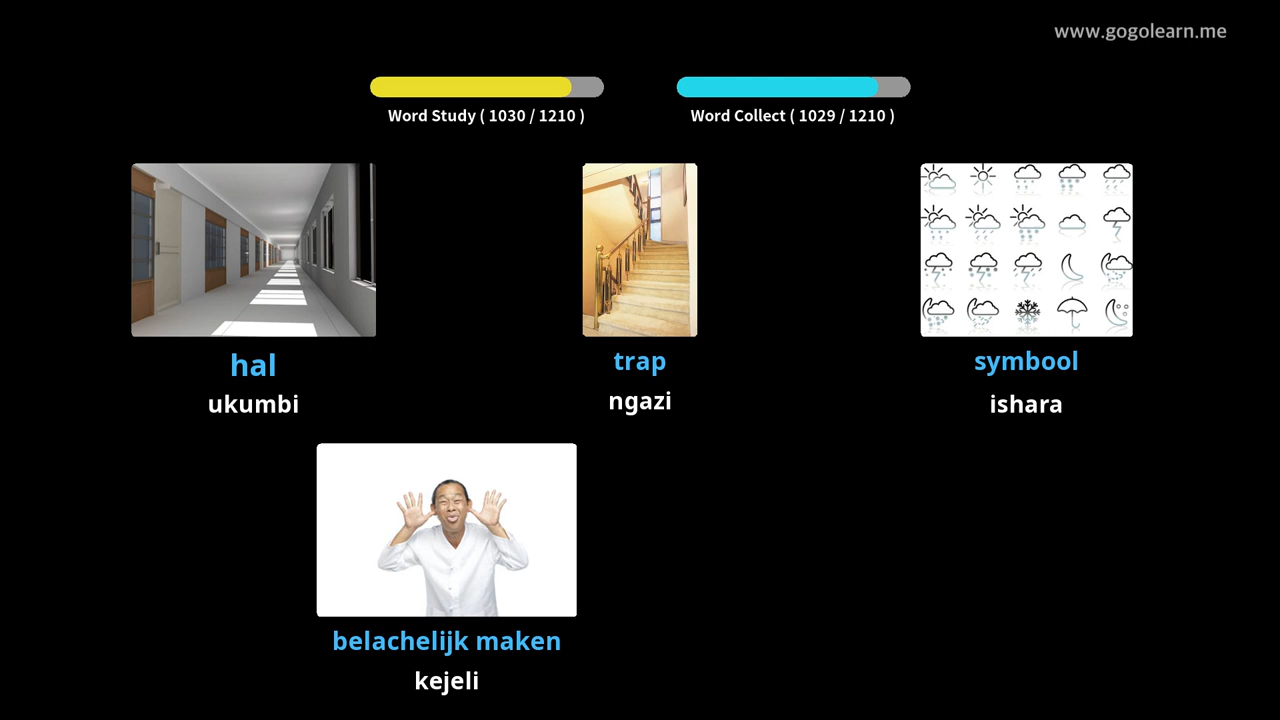 www.gogolearn.me
Word Study ( 1030 / 1210 )
Word Collect ( 1029 / 1210 )
hal
ukumbi
trap
ngazi
symbool
ishara
belachelijk maken
kejeli